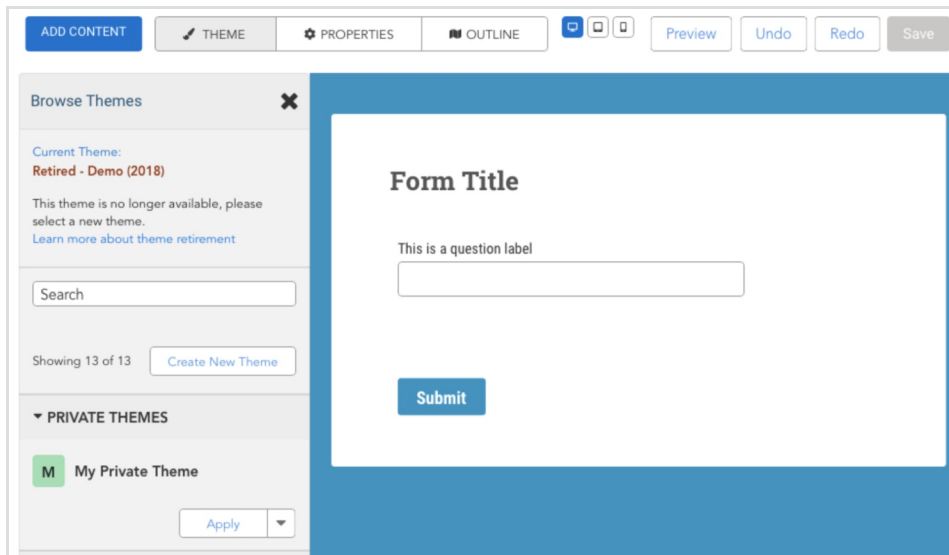 ADD CONTENT
THEME
PROPERTIES
OUTLINE
Preview
Undo
Redo
Save
Browse Themes
Current Theme:
Retired - Demo (2018)
This theme is no longer available, please
select a new theme.
Learn more about theme retirement
Search
Showing 13 of 13
Create New Theme
PRIVATE THEMES
M
My Private Theme
Apply
Form Title
This is a question label
Submit